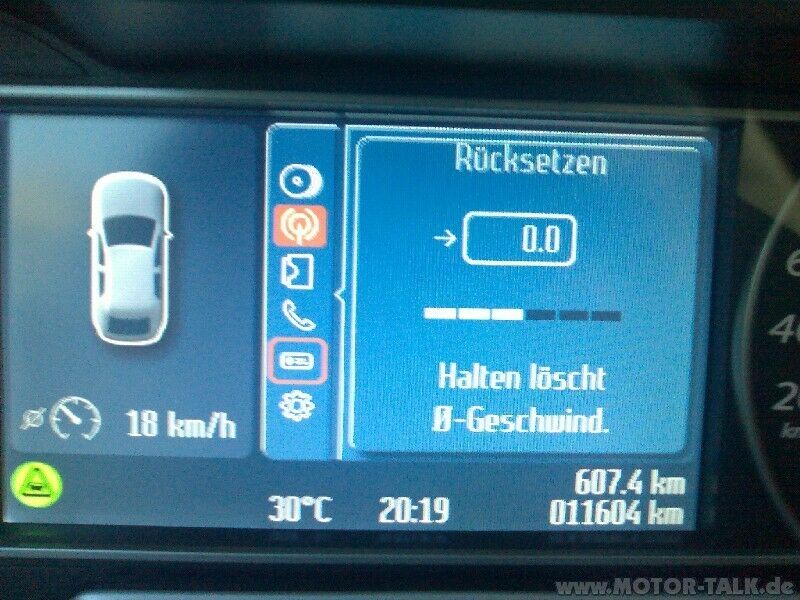 Rücksetzen
0.0
Halten löscht
Ø-Geschwind.
18 km/h
607.4 km
30°C 20:19 011604 km
www.MOTOR-TALK.de